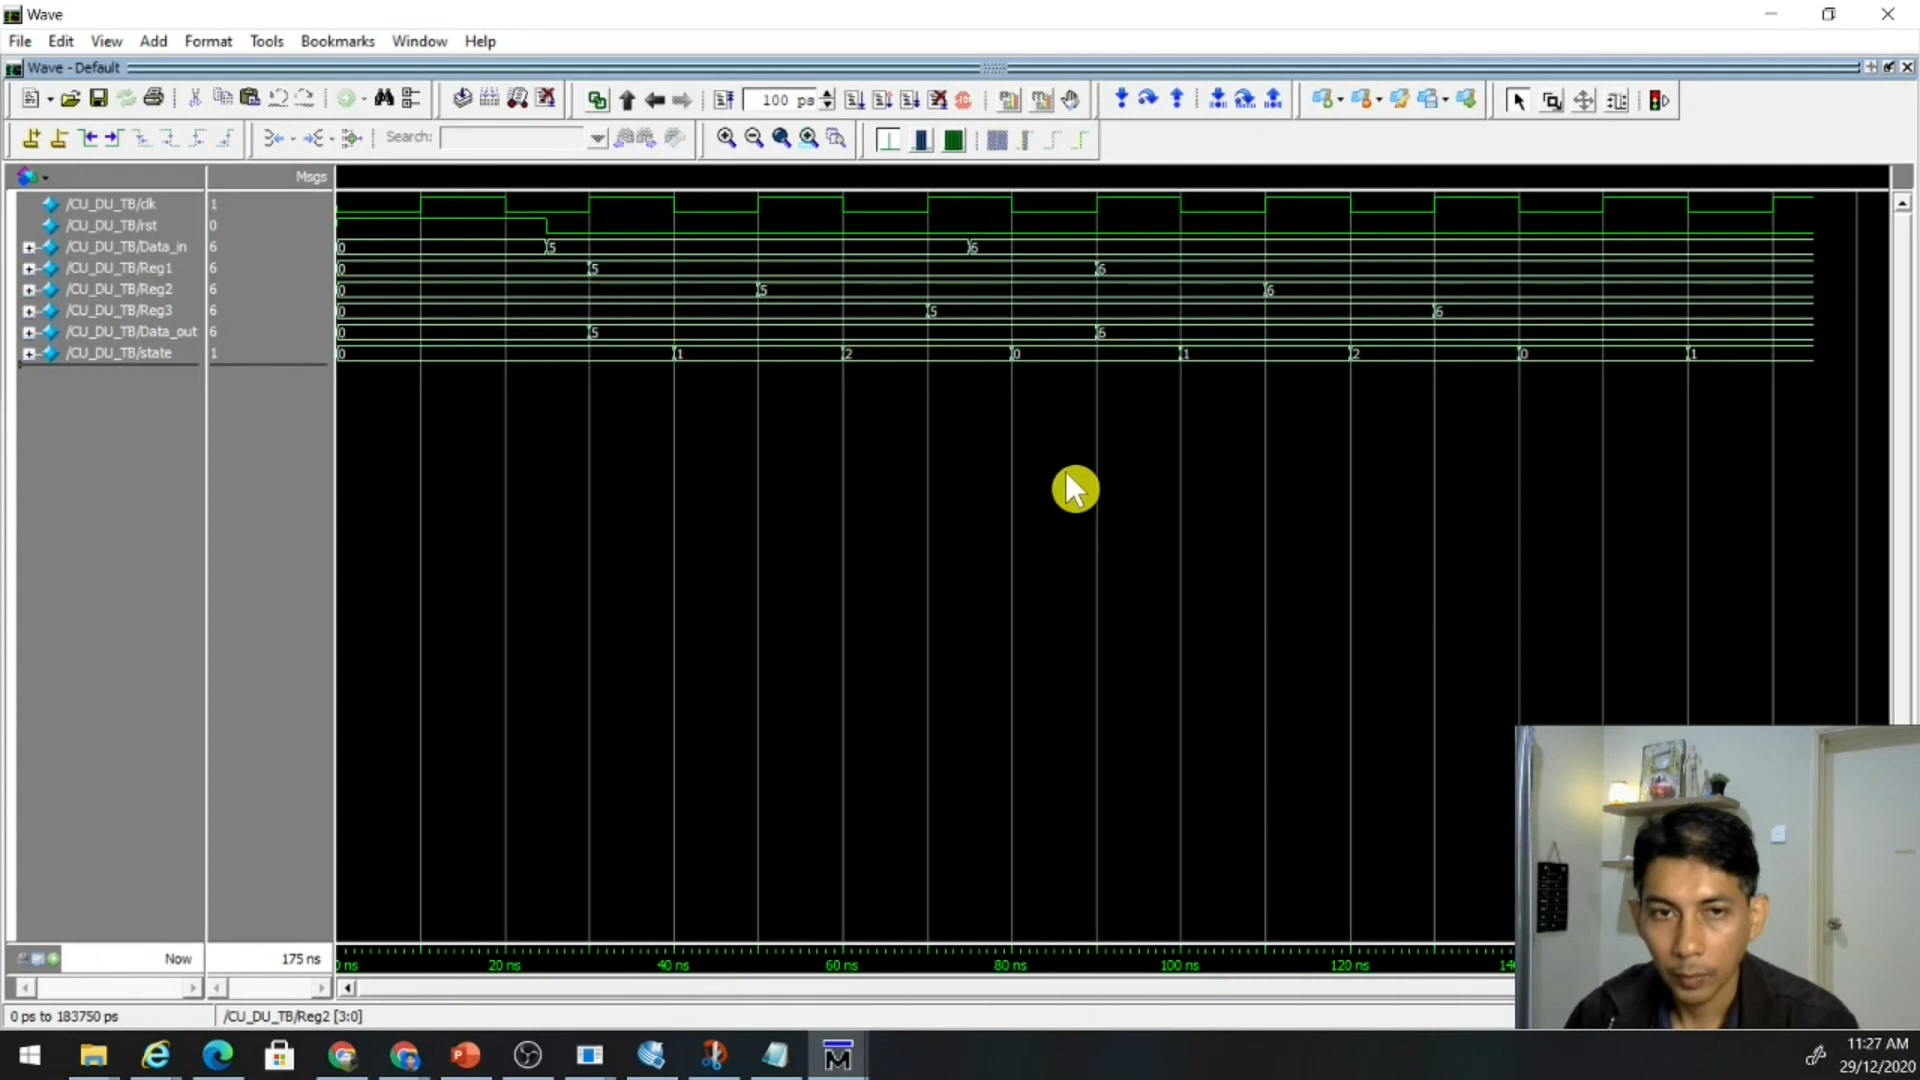 Wave
File Edit View Add Format Tools Bookmarks Window Help
Wave - Default
100 ps
Search:
Msgs
/CU_DU_TB/clk 1
/CU_DU_TB/rst 0
/CU_DU_TB/Data_in 6 0 5 6
/CU_DU_TB/Reg1 6 0 5 6
/CU_DU_TB/Reg2 6 0 5 6
/CU_DU_TB/Reg3 6 0 5 6
/CU_DU_TB/Data_out 6 0 5 6
/CU_DU_TB/state 1 0 1 2 0 1 2 0 1
Now 175 ns ns 20 ns 40 ns 60 ns 80 ns 100 ns 120 ns 14
0 ps to 183750 ps /CU_DU_TB/Reg2 [3:0]
11:27 AM
29/12/2020